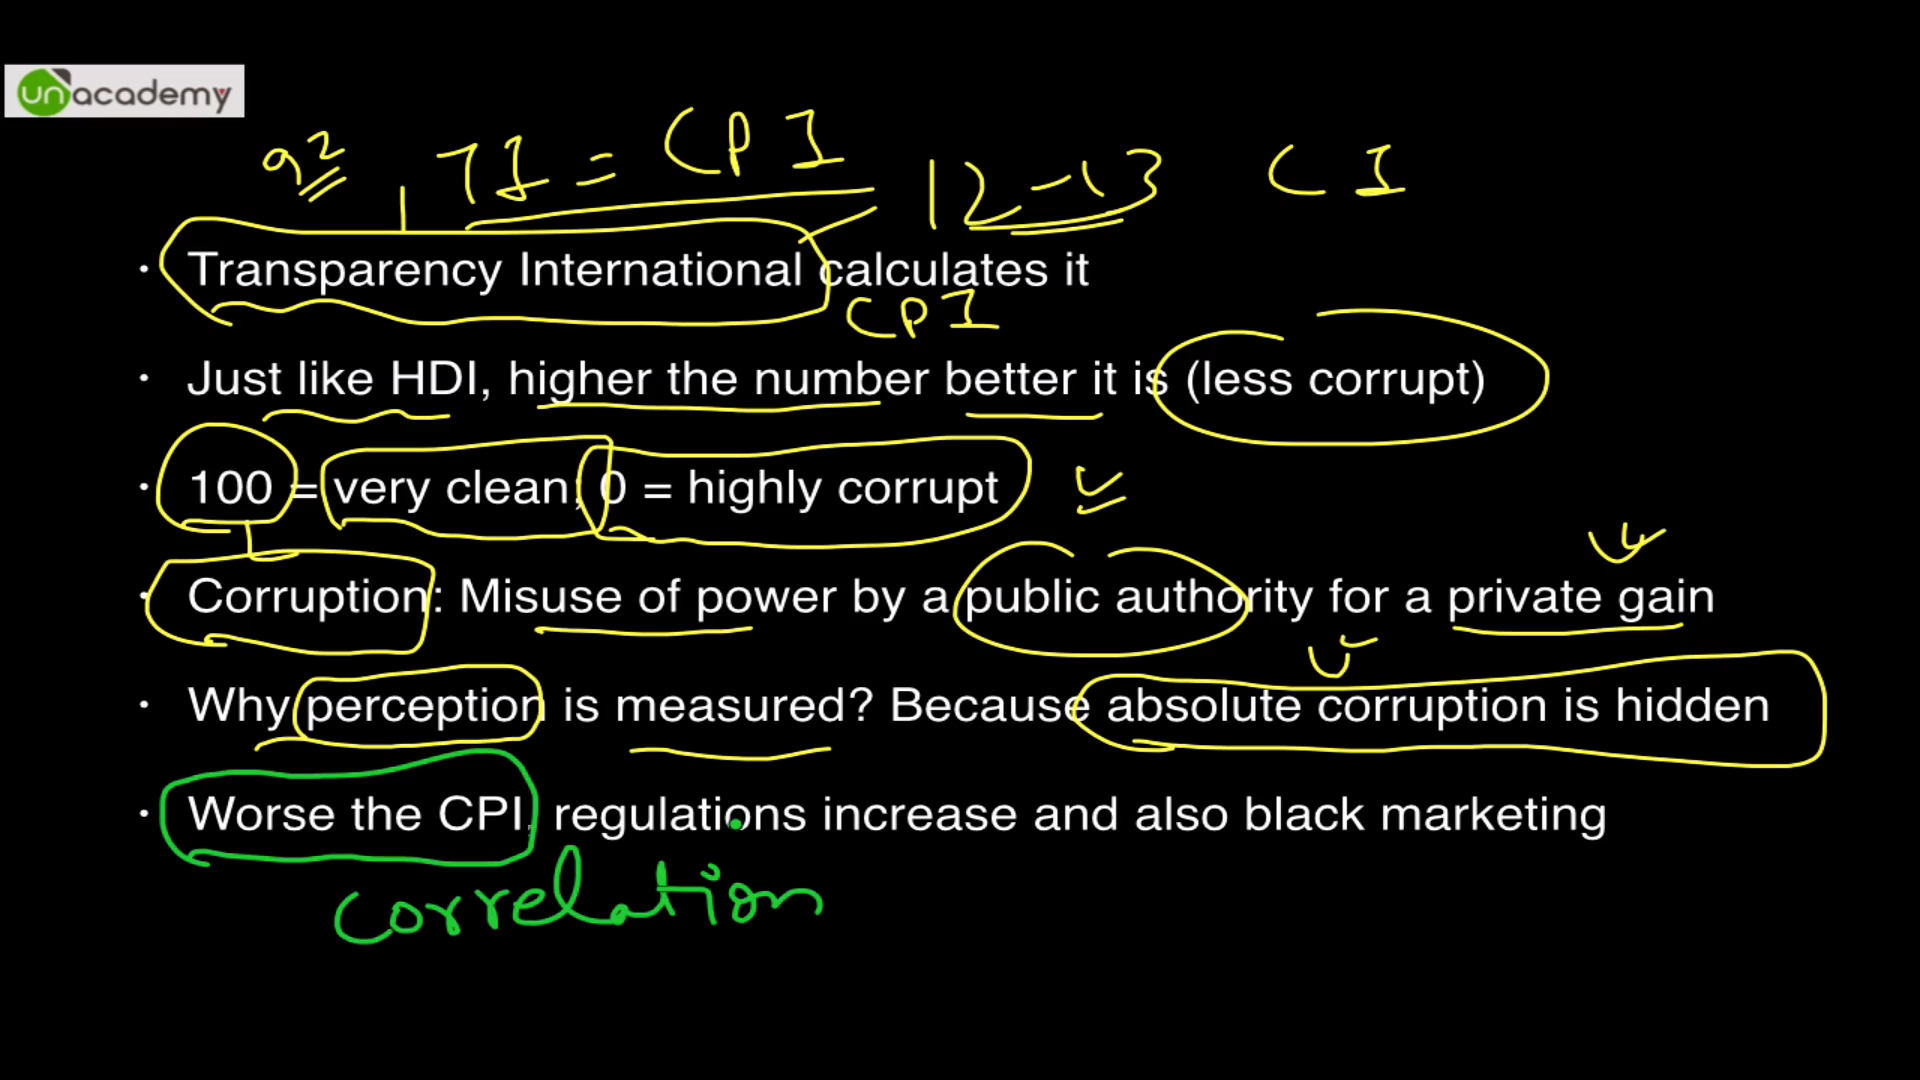 unacademy
92, TI = CPI 12-13 CI
• Transparency International calculates it
CPI
• Just like HDI, higher the number better it is (less corrupt)
• 100 = very clean; 0 = highly corrupt
• Corruption: Misuse of power by a public authority for a private gain
• Why perception is measured? Because absolute corruption is hidden
• Worse the CPI, regulations increase and also black marketing
correlation